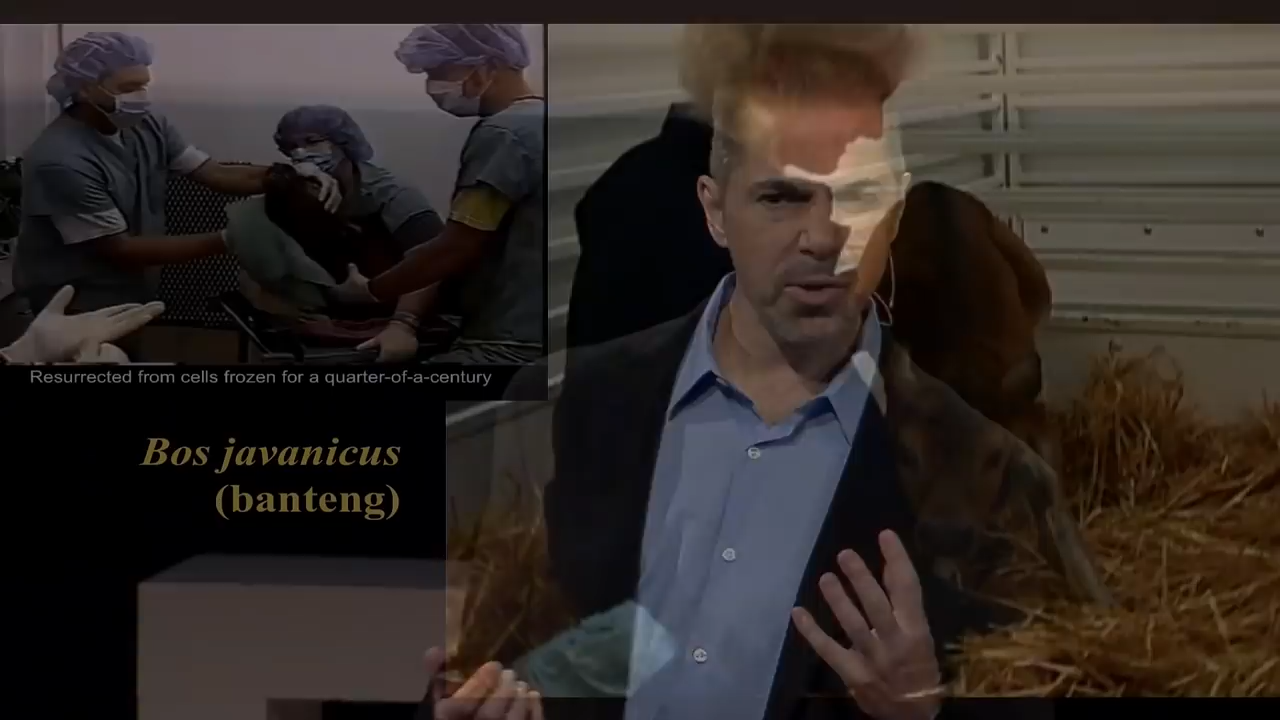 Resurrected from cells frozen for a quarter-of-a-century
Bos javanicus
(banteng)